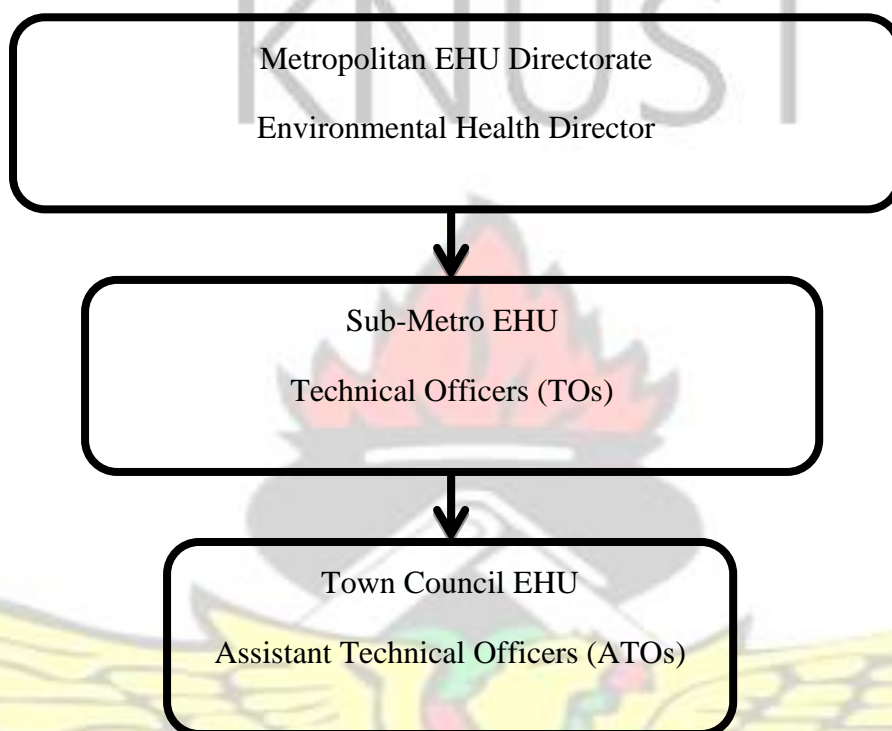 KNUST
Metropolitan EHU Directorate
Environmental Health Director
Sub-Metro EHU
Technical Officers (TOs)
Town Council EHU
Assistant Technical Officers (ATOs)